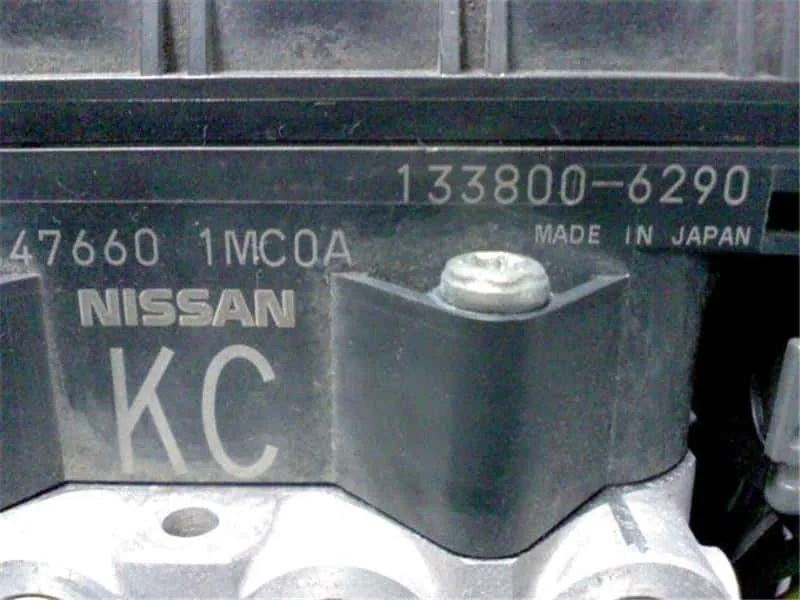 133800-6290
MADE IN JAPAN
47660 1MC0A
NISSAN
KC